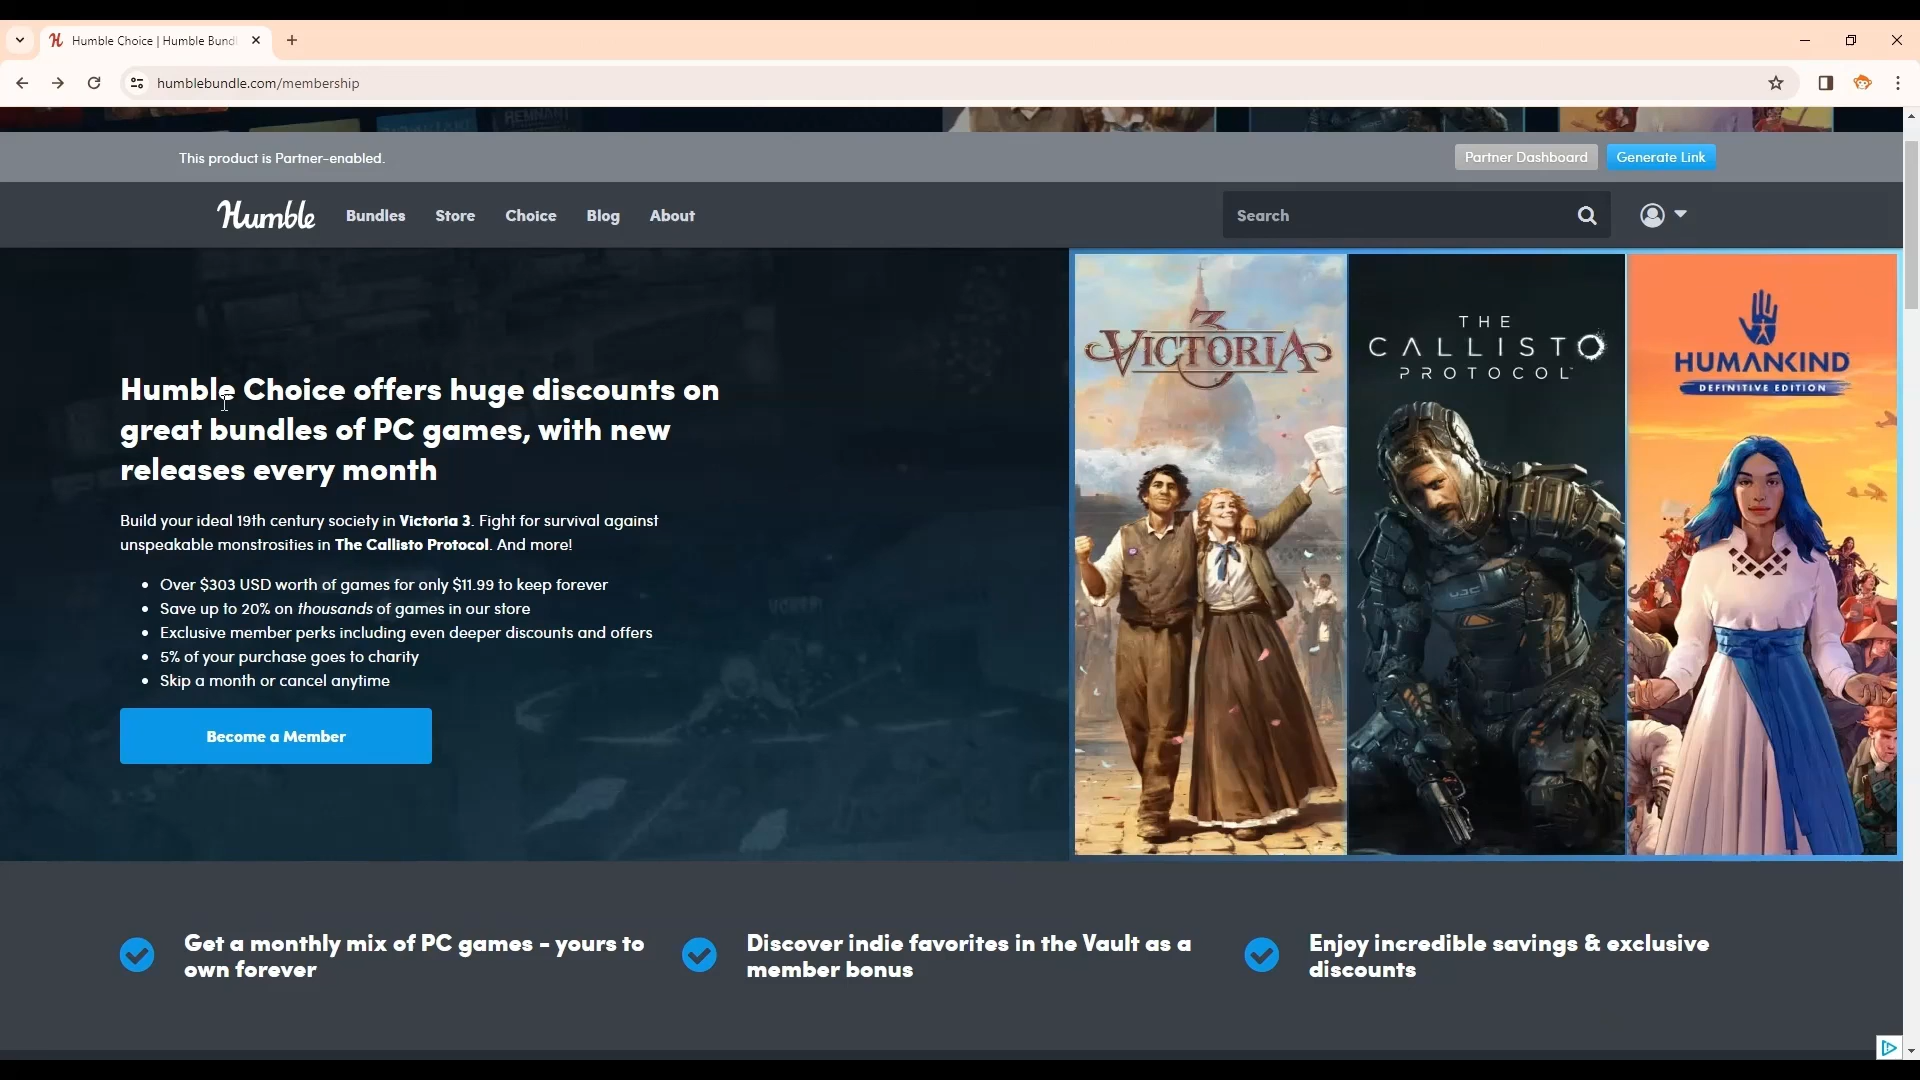 Humble Choice | Humble Bundl
humblebundle.com/membership
This product is Partner-enabled.
Partner Dashboard
Generate Link
Humble
Bundles
Store
Choice
Blog
About
Search
3
VICTORIA
THE
CALLISTO
PROTOCOL
HUMANKIND
DEFINITIVE EDITION
Humble Choice offers huge discounts on
great bundles of PC games, with new
releases every month
Build your ideal 19th century society in Victoria 3. Fight for survival against
unspeakable monstrosities in The Callisto Protocol. And more!
• Over $303 USD worth of games for only $11.99 to keep forever
• Save up to 20% on thousands of games in our store
• Exclusive member perks including even deeper discounts and offers
• 5% of your purchase goes to charity
• Skip a month or cancel anytime
Become a Member
Get a monthly mix of PC games - yours to
own forever
Discover indie favorites in the Vault as a
member bonus
Enjoy incredible savings & exclusive
discounts